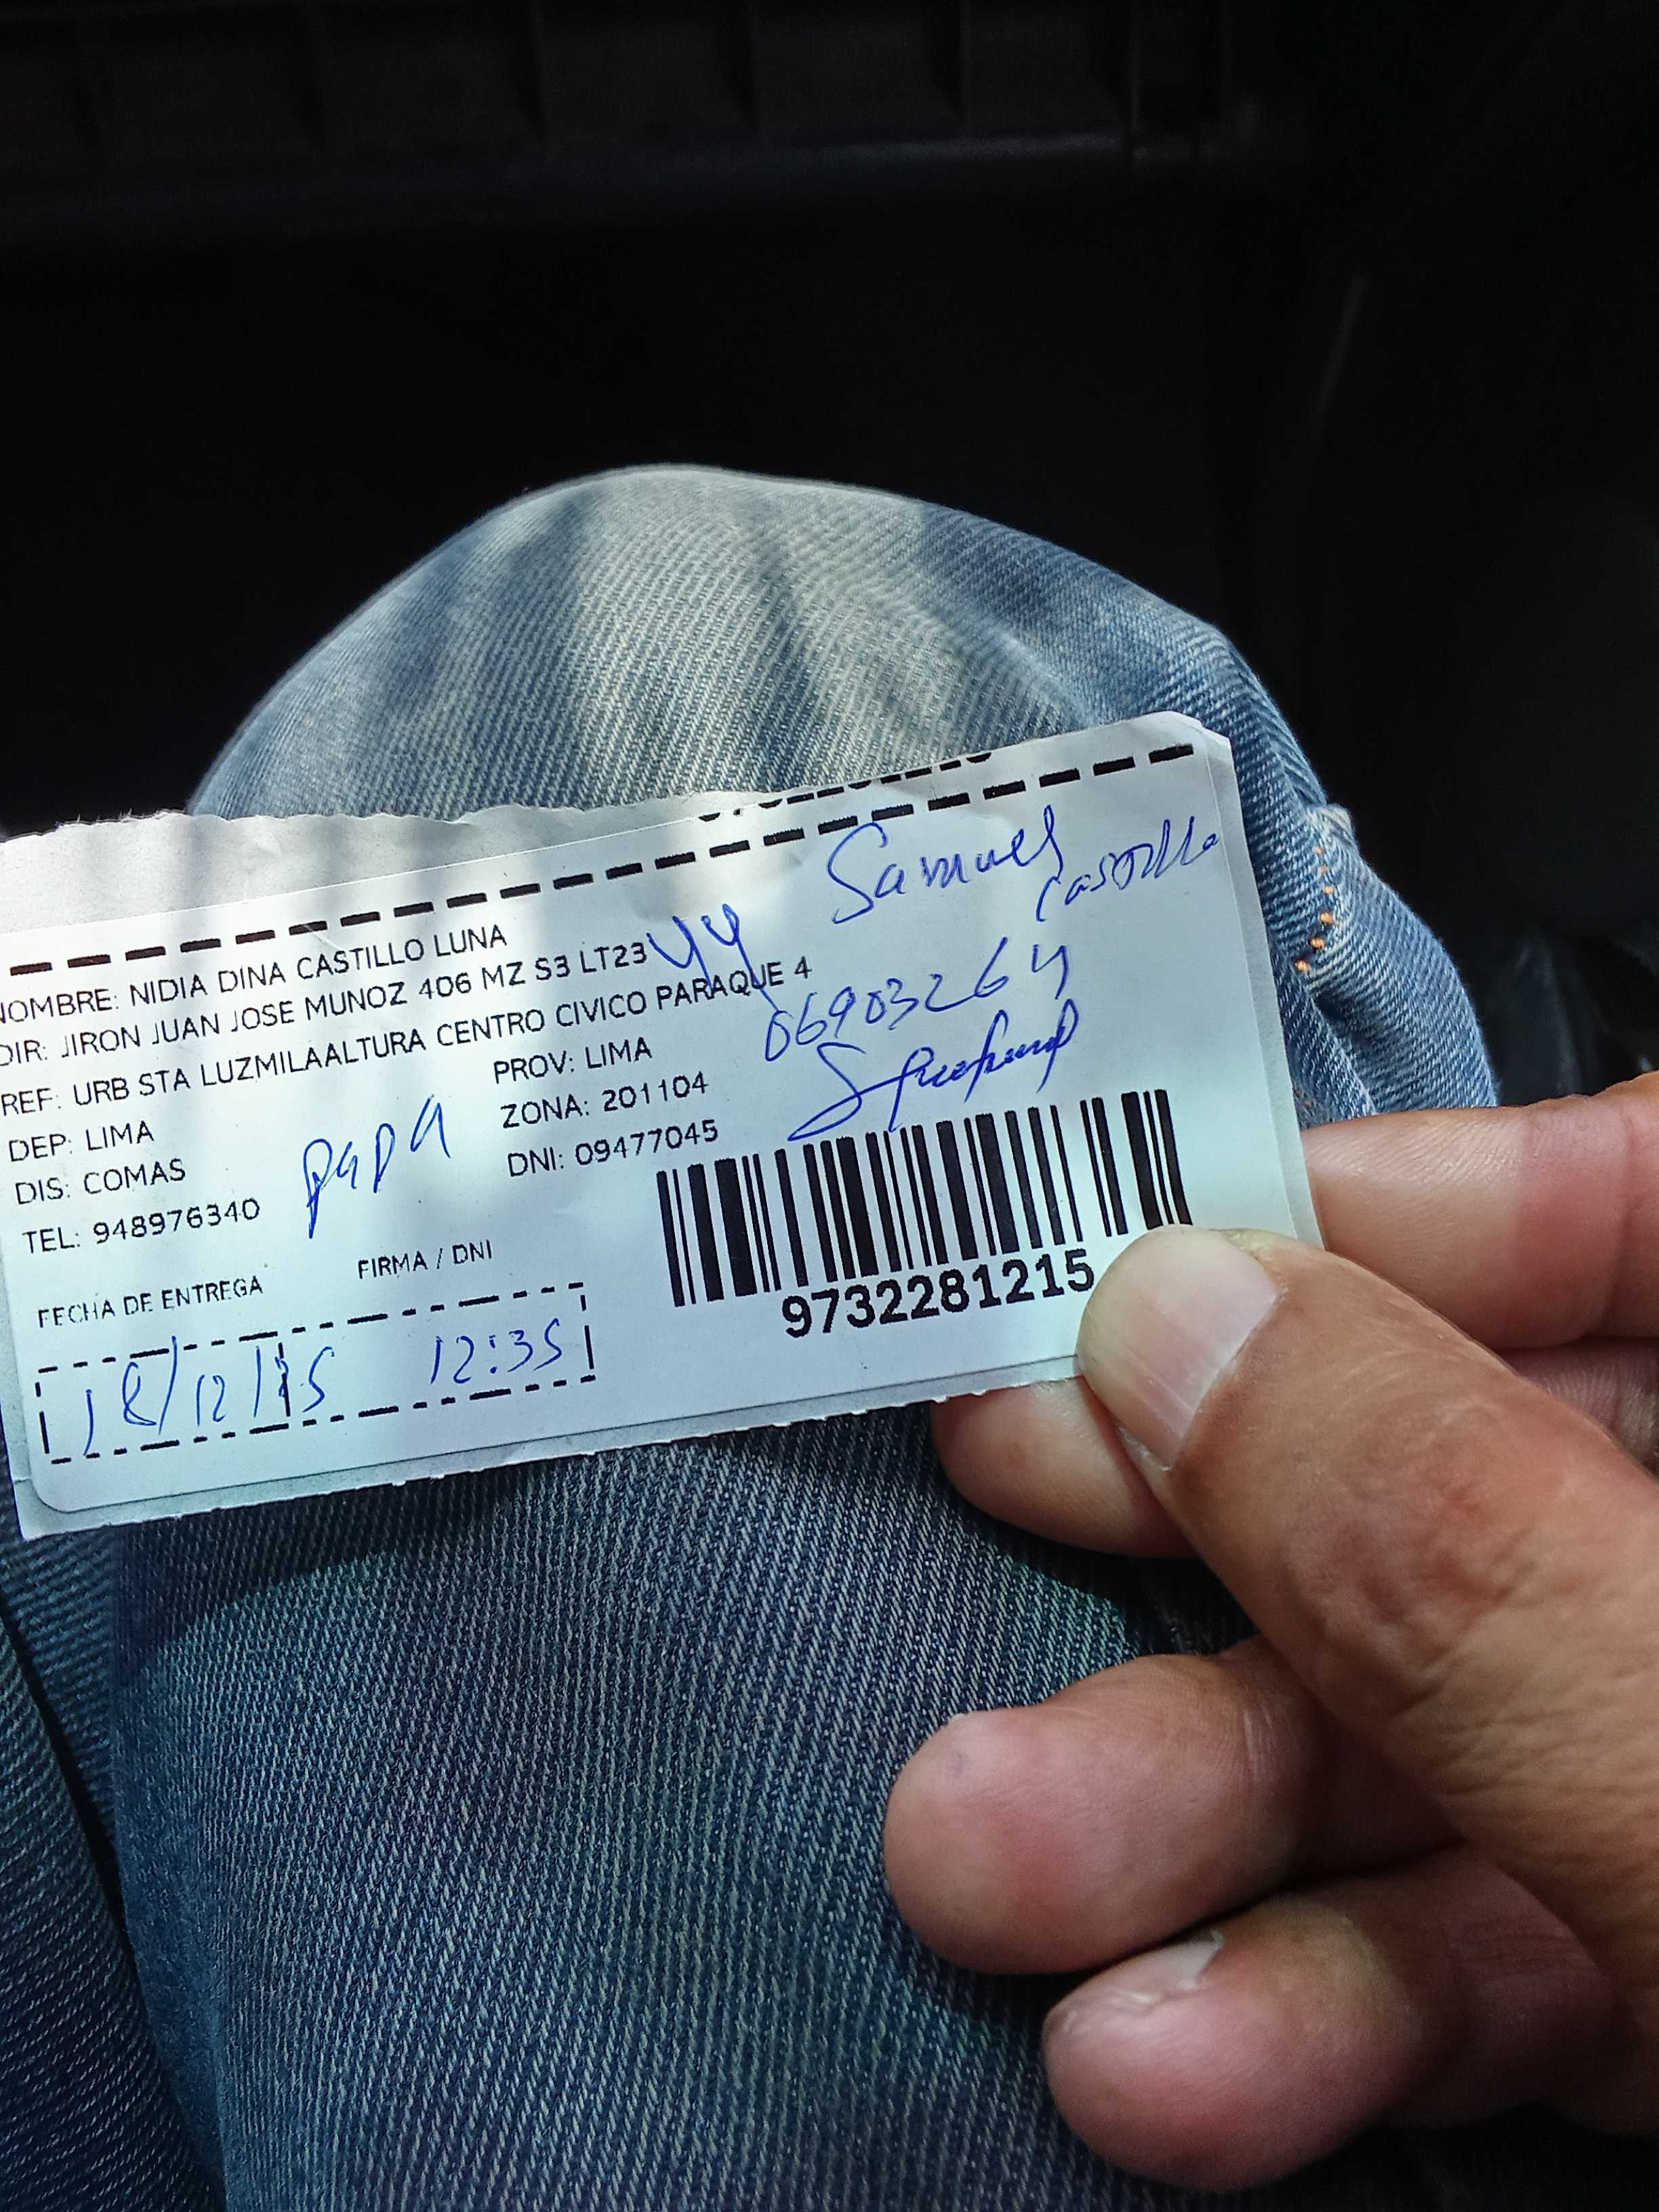 Samuel
Castillo
NOMBRE: NIDIA DINA CASTILLO LUNA
DIR: JIRON JUAN JOSE MUNOZ 406 MZ S3 LT23
REF: URB STA LUZMILAALTURA CENTRO CIVICO PARAQUE 4
06903264
DEP: LIMA PROV: LIMA
DIS: COMAS ZONA: 201104
TEL: 948976340 papa DNI: 09477045
FECHA DE ENTREGA FIRMA / DNI
18/12/15 12:35
9732281215